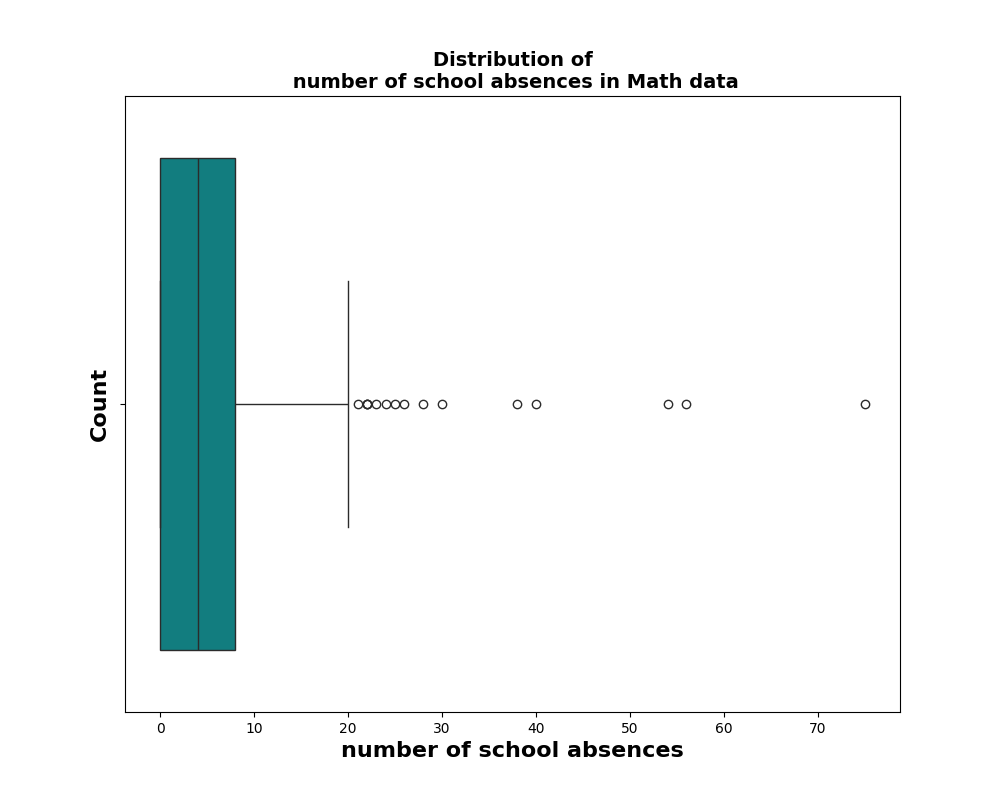 Distribution of
number of school absences in Math data
Count
0 10 20 30 40 50 60 70
number of school absences